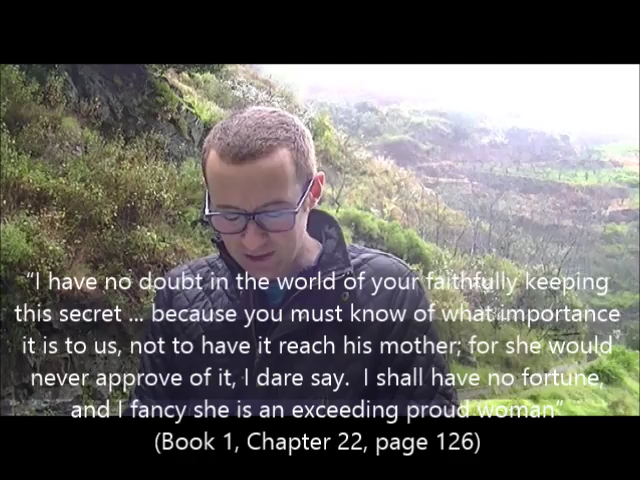 “I have no doubt in the world of your faithfully keeping
this secret ... because you must know of what importance
it is to us, not to have it reach his mother; for she would
never approve of it, I dare say.  I shall have no fortune,
and I fancy she is an exceeding proud woman”
(Book 1, Chapter 22, page 126)